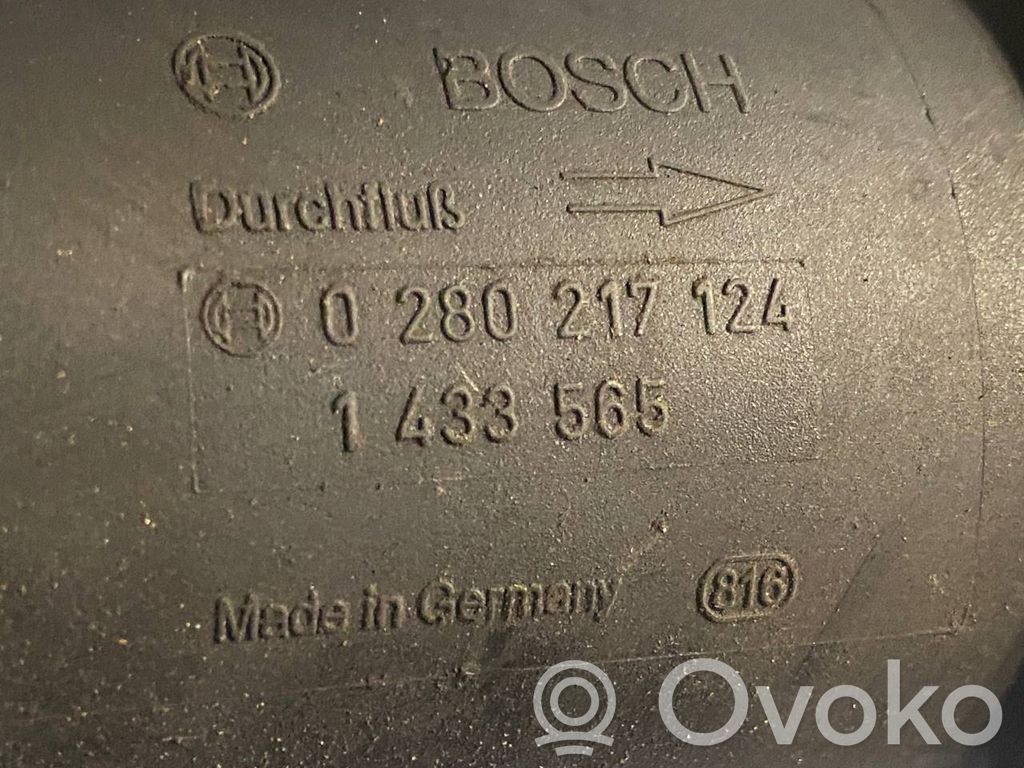 BOSCH
Durchfluß
0 280 217 124
1 433 565
Made in Germany 816
Ovoko